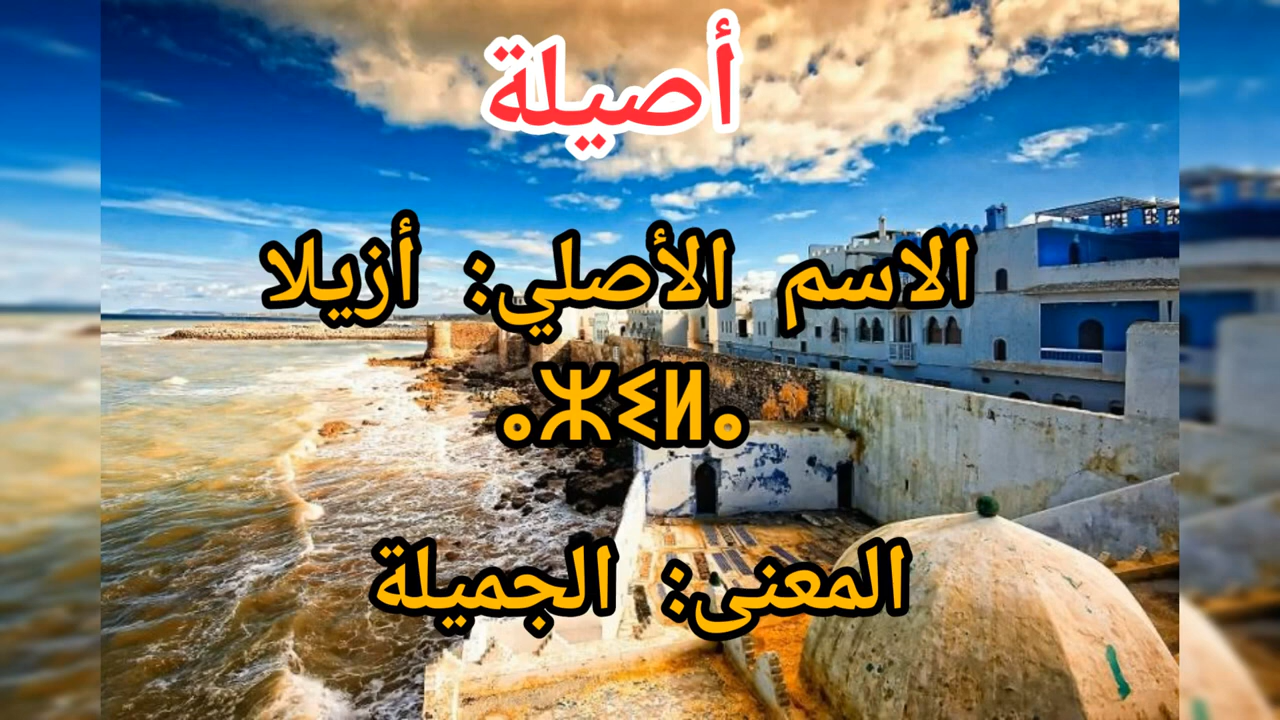 أصيلة
الاسم الأصلي: أزيلا
ⴰⵣⵉⵍⴰ
المعنى: الجميلة